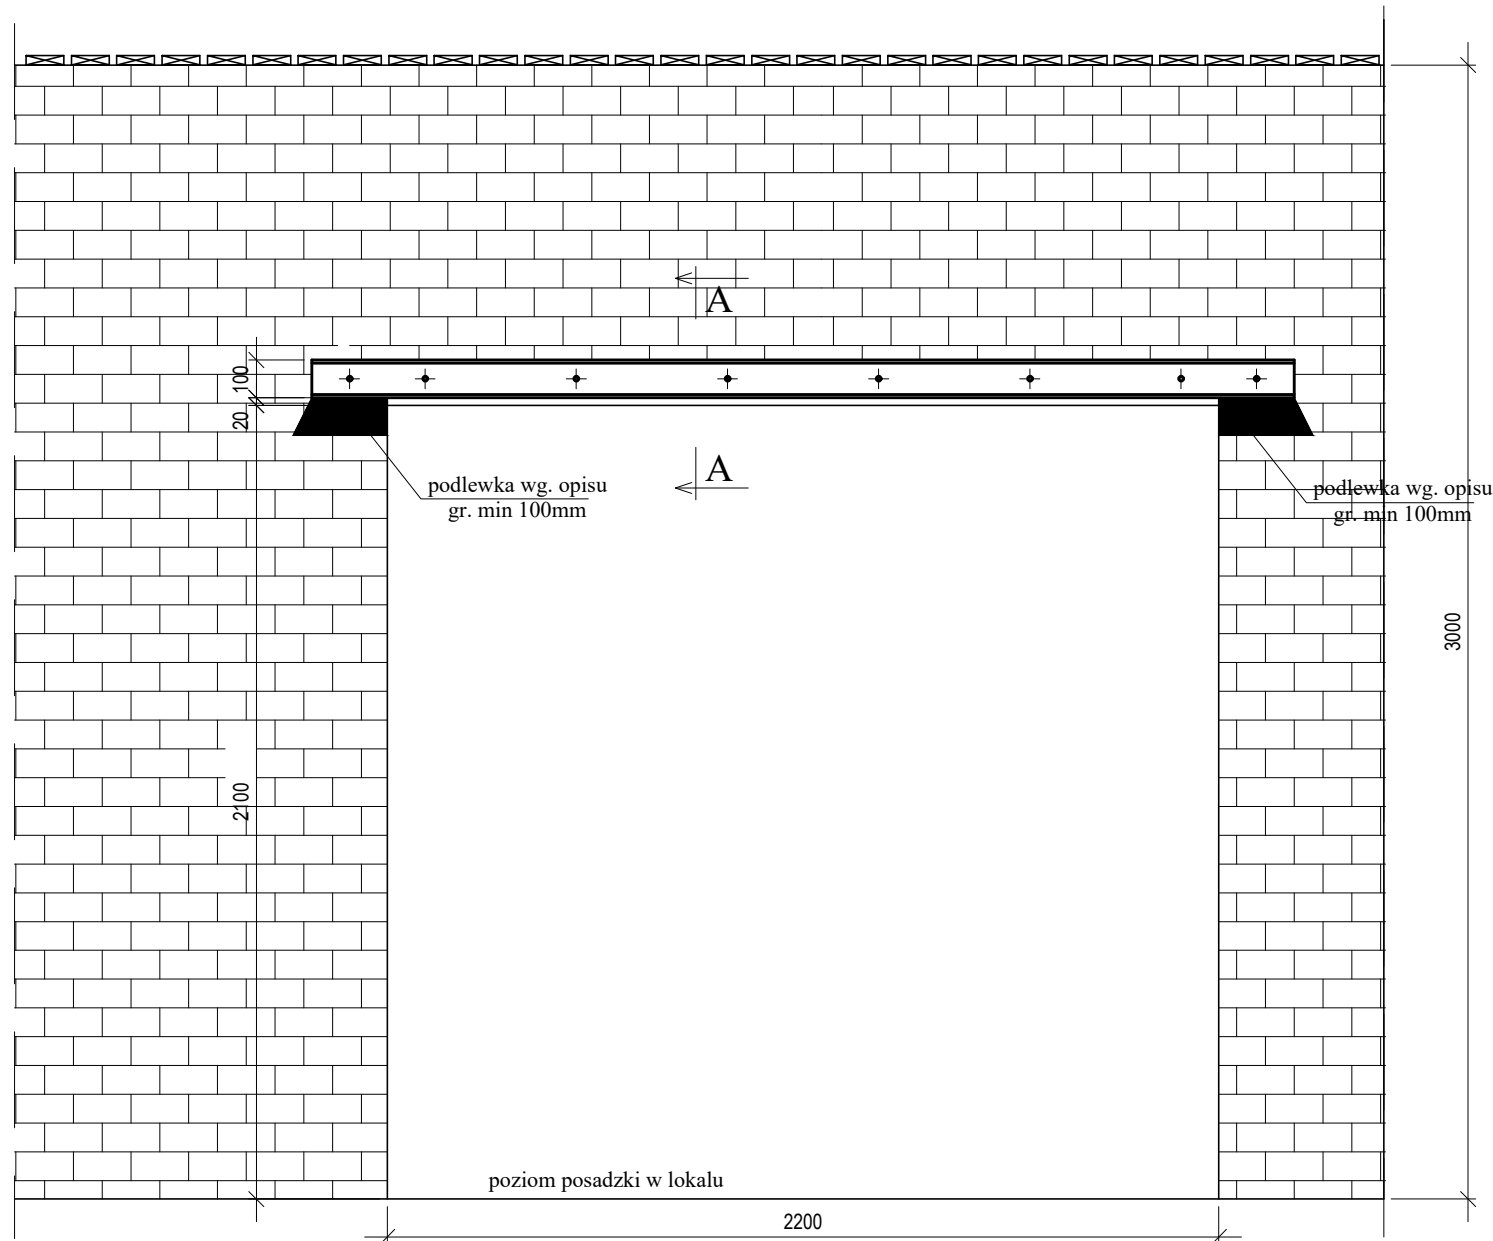 A
100
20
A
podlewka wg. opisu
gr. min 100mm
podlewka wg. opisu
gr. min 100mm
3000
2100
poziom posadzki w lokalu
2200